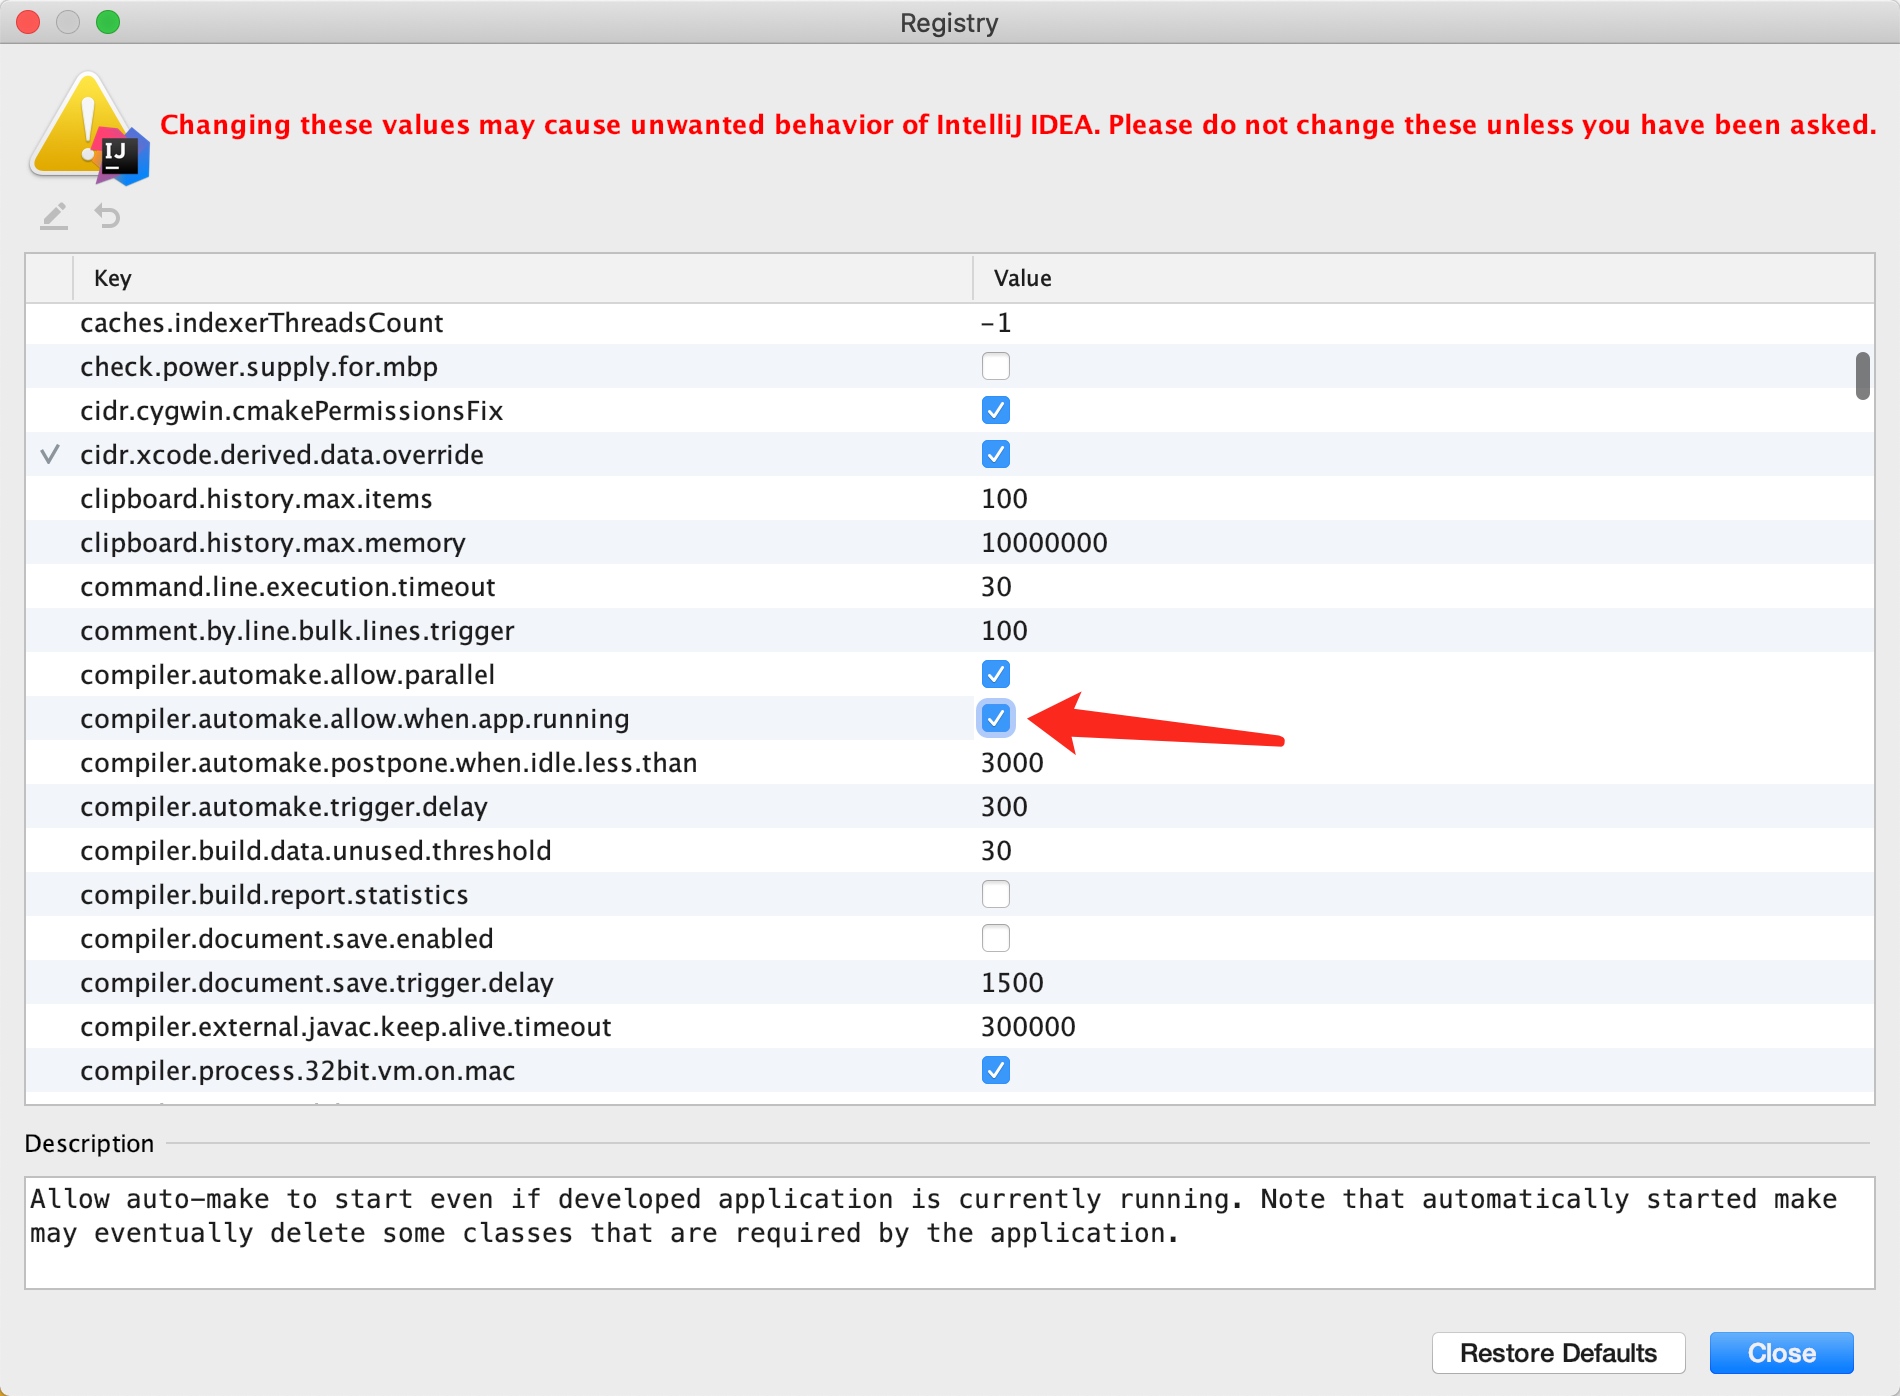 Registry
Changing these values may cause unwanted behavior of IntelliJ IDEA. Please do not change these unless you have been asked.
IJ
Key Value
caches.indexerThreadsCount -1
check.power.supply.for.mbp
cidr.cygwin.cmakePermissionsFix
cidr.xcode.derived.data.override
clipboard.history.max.items 100
clipboard.history.max.memory 10000000
command.line.execution.timeout 30
comment.by.line.bulk.lines.trigger 100
compiler.automake.allow.parallel
compiler.automake.allow.when.app.running
compiler.automake.postpone.when.idle.less.than 3000
compiler.automake.trigger.delay 300
compiler.build.data.unused.threshold 30
compiler.build.report.statistics
compiler.document.save.enabled
compiler.document.save.trigger.delay 1500
compiler.external.javac.keep.alive.timeout 300000
compiler.process.32bit.vm.on.mac
Description
Allow auto-make to start even if developed application is currently running. Note that automatically started make
may eventually delete some classes that are required by the application.
Restore Defaults Close